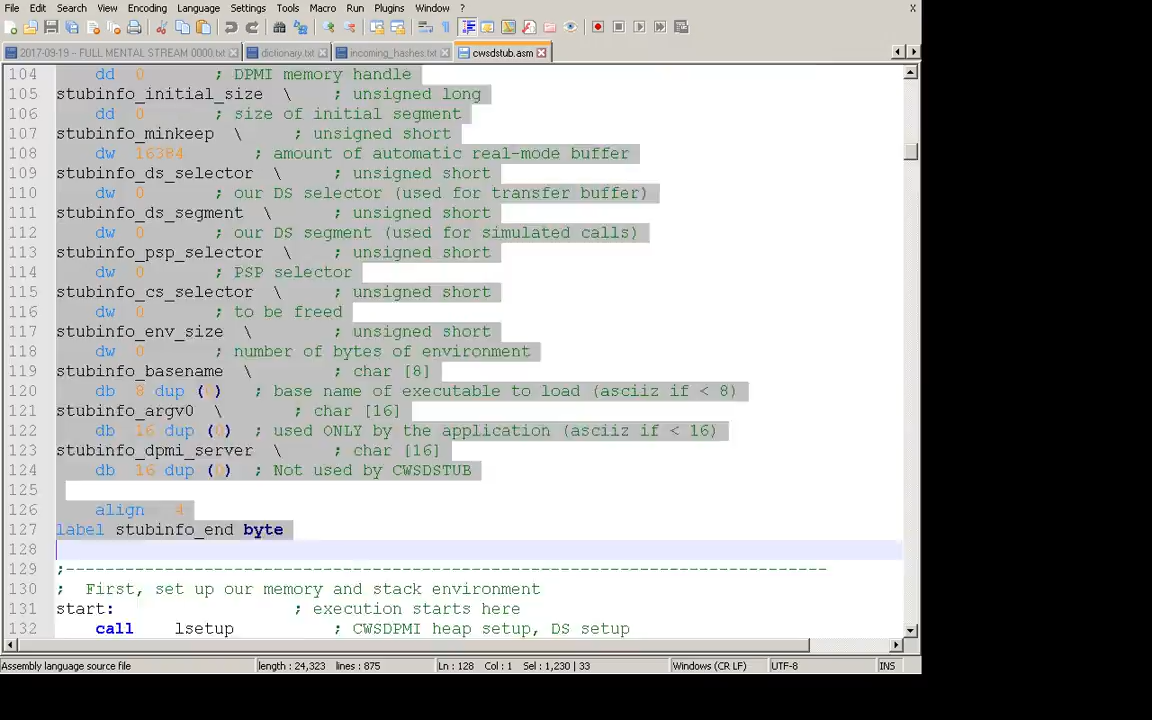 File Edit Search View Encoding Language Settings Tools Macro Run Plugins Window ? X
2017-09-19 – FULL MENTAL STREAM 0000.txt dictionary.txt incoming_hashes.txt cwsdstub.asm
104 dd 0 ; DPMI memory handle
105 stubinfo_initial_size \ ; unsigned long
106 dd 0 ; size of initial segment
107 stubinfo_minkeep \ ; unsigned short
108 dw 16384 ; amount of automatic real-mode buffer
109 stubinfo_ds_selector \ ; unsigned short
110 dw 0 ; our DS selector (used for transfer buffer)
111 stubinfo_ds_segment \ ; unsigned short
112 dw 0 ; our DS segment (used for simulated calls)
113 stubinfo_psp_selector \ ; unsigned short
114 dw 0 ; PSP selector
115 stubinfo_cs_selector \ ; unsigned short
116 dw 0 ; to be freed
117 stubinfo_env_size \ ; unsigned short
118 dw 0 ; number of bytes of environment
119 stubinfo_basename \ ; char [8]
120 db 8 dup (0) ; base name of executable to load (asciiz if < 8)
121 stubinfo_argv0 \ ; char [16]
122 db 16 dup (0) ; used ONLY by the application (asciiz if < 16)
123 stubinfo_dpmi_server \ ; char [16]
124 db 16 dup (0) ; Not used by CWSDSTUB
125
126 align 4
127 label stubinfo_end byte
128
129 ;-----------------------------------------------------------------------------
130 ; First, set up our memory and stack environment
131 start: ; execution starts here
132 call lsetup ; CWSDPMI heap setup, DS setup
Assembly language source file length : 24,323 lines : 875 Ln : 128 Col : 1 Sel : 1,230 | 33 Windows (CR LF) UTF-8 INS